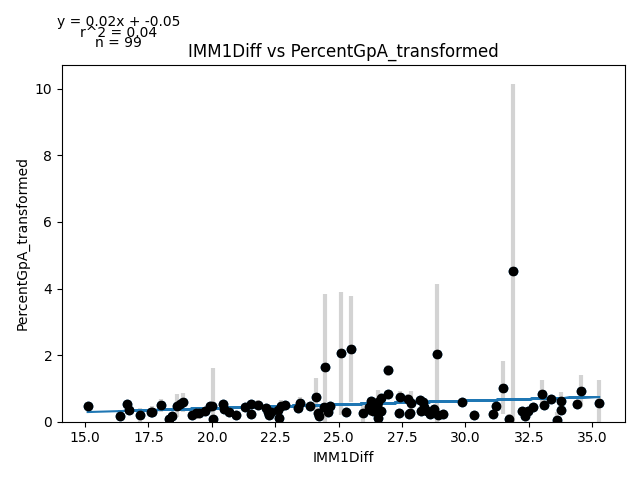 y = 0.02x + -0.05
r^2 = 0.04
n = 99
IMM1Diff vs PercentGpA_transformed
PercentGpA_transformed
10
8
6
4
2
0
15.0 17.5 20.0 22.5 25.0 27.5 30.0 32.5 35.0
IMM1Diff